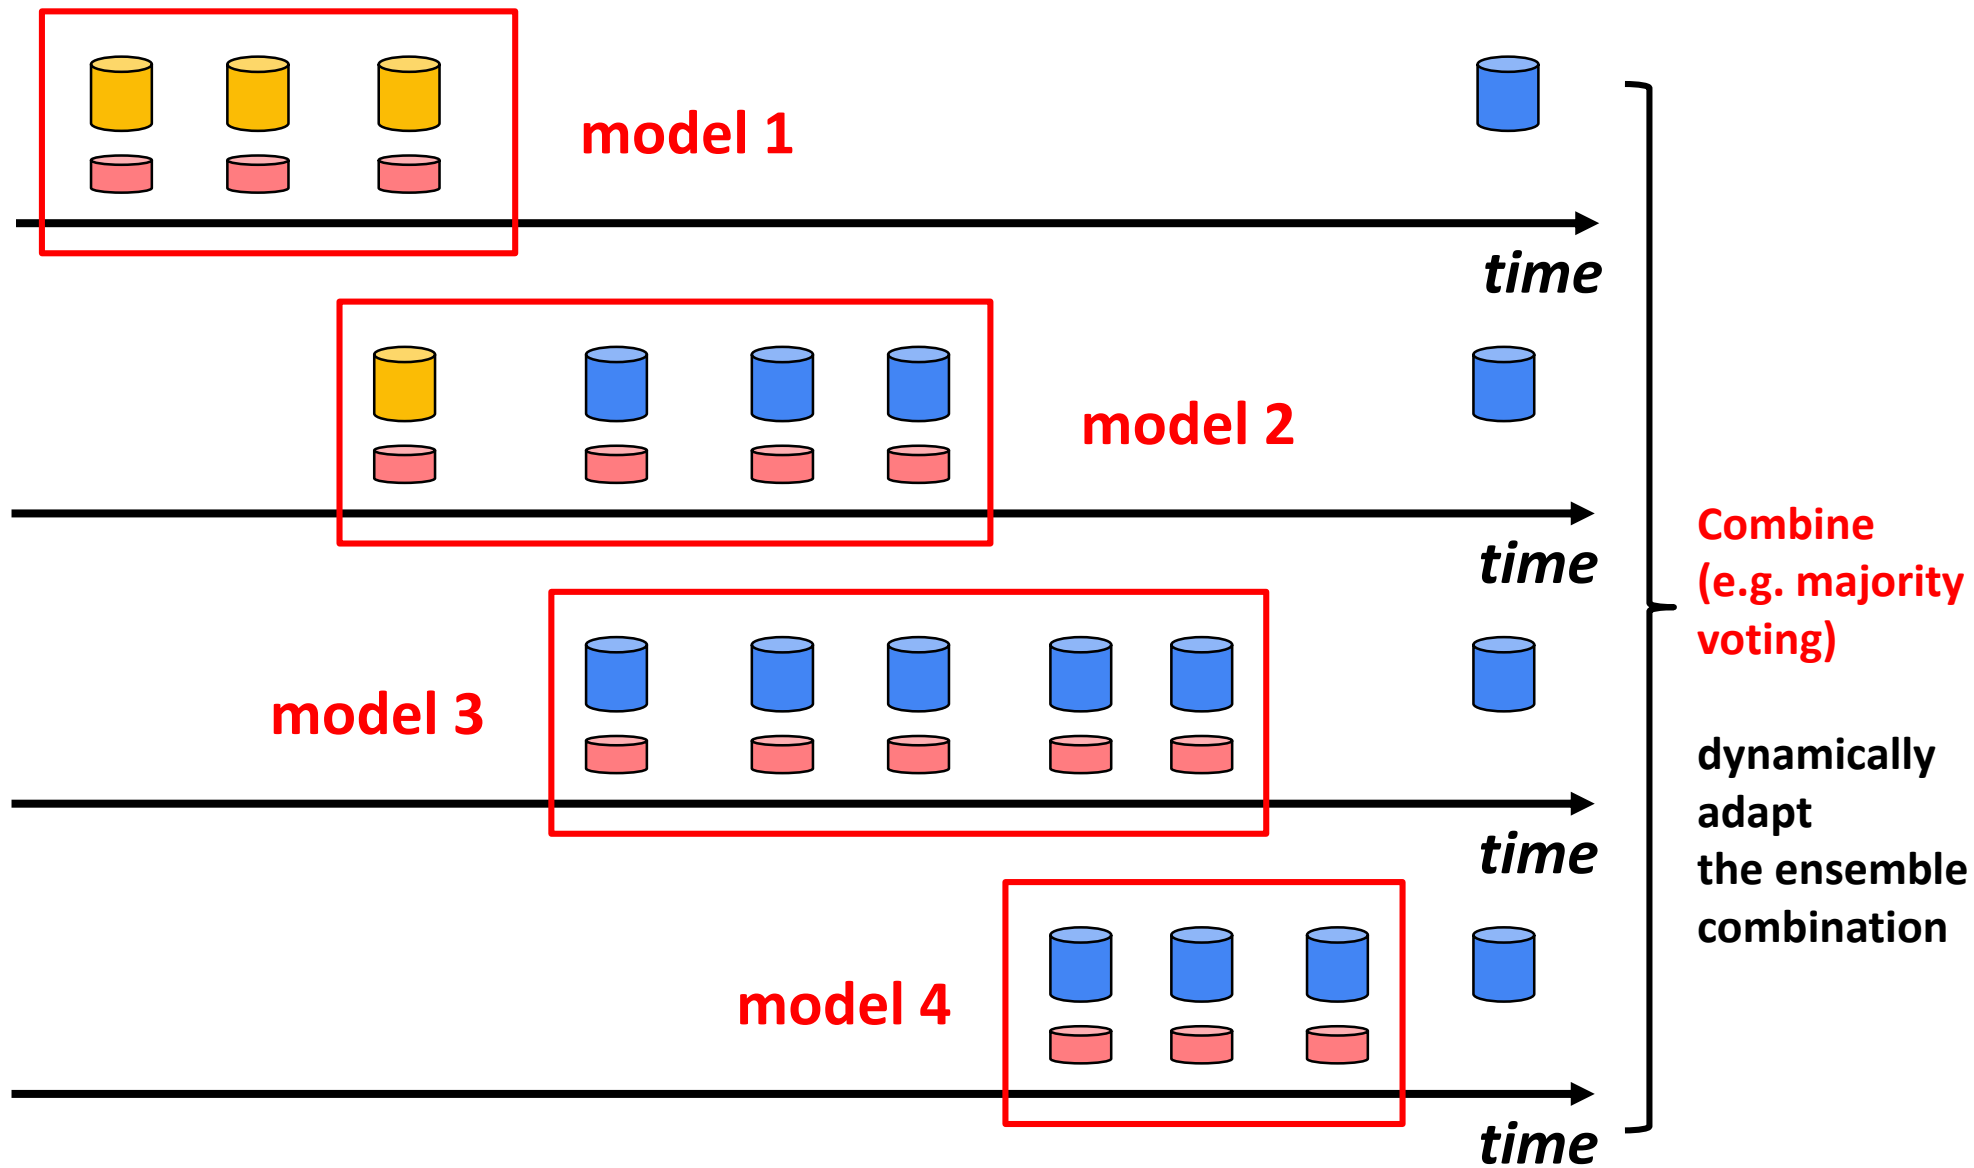 model 1
time
model 2
time
model 3
time
model 4
time
Combine
(e.g. majority
voting)
dynamically
adapt
the ensemble
combination